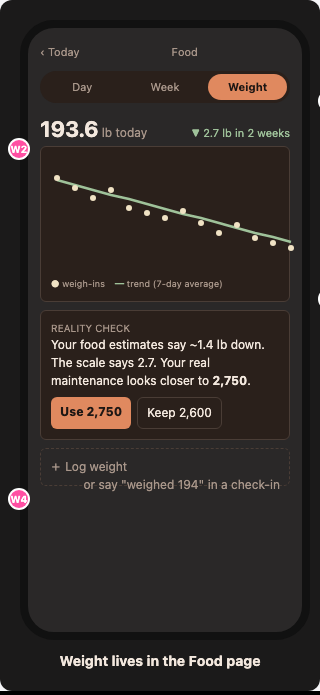 ‹ Today
Food
Day
Week
Weight
193.6 lb today
▼ 2.7 lb in 2 weeks
W2
weigh-ins
trend (7-day average)
REALITY CHECK
Your food estimates say ~1.4 lb down.
The scale says 2.7. Your real
maintenance looks closer to 2,750.
Use 2,750
Keep 2,600
+ Log weight
or say "weighed 194" in a check-in
W4
Weight lives in the Food page